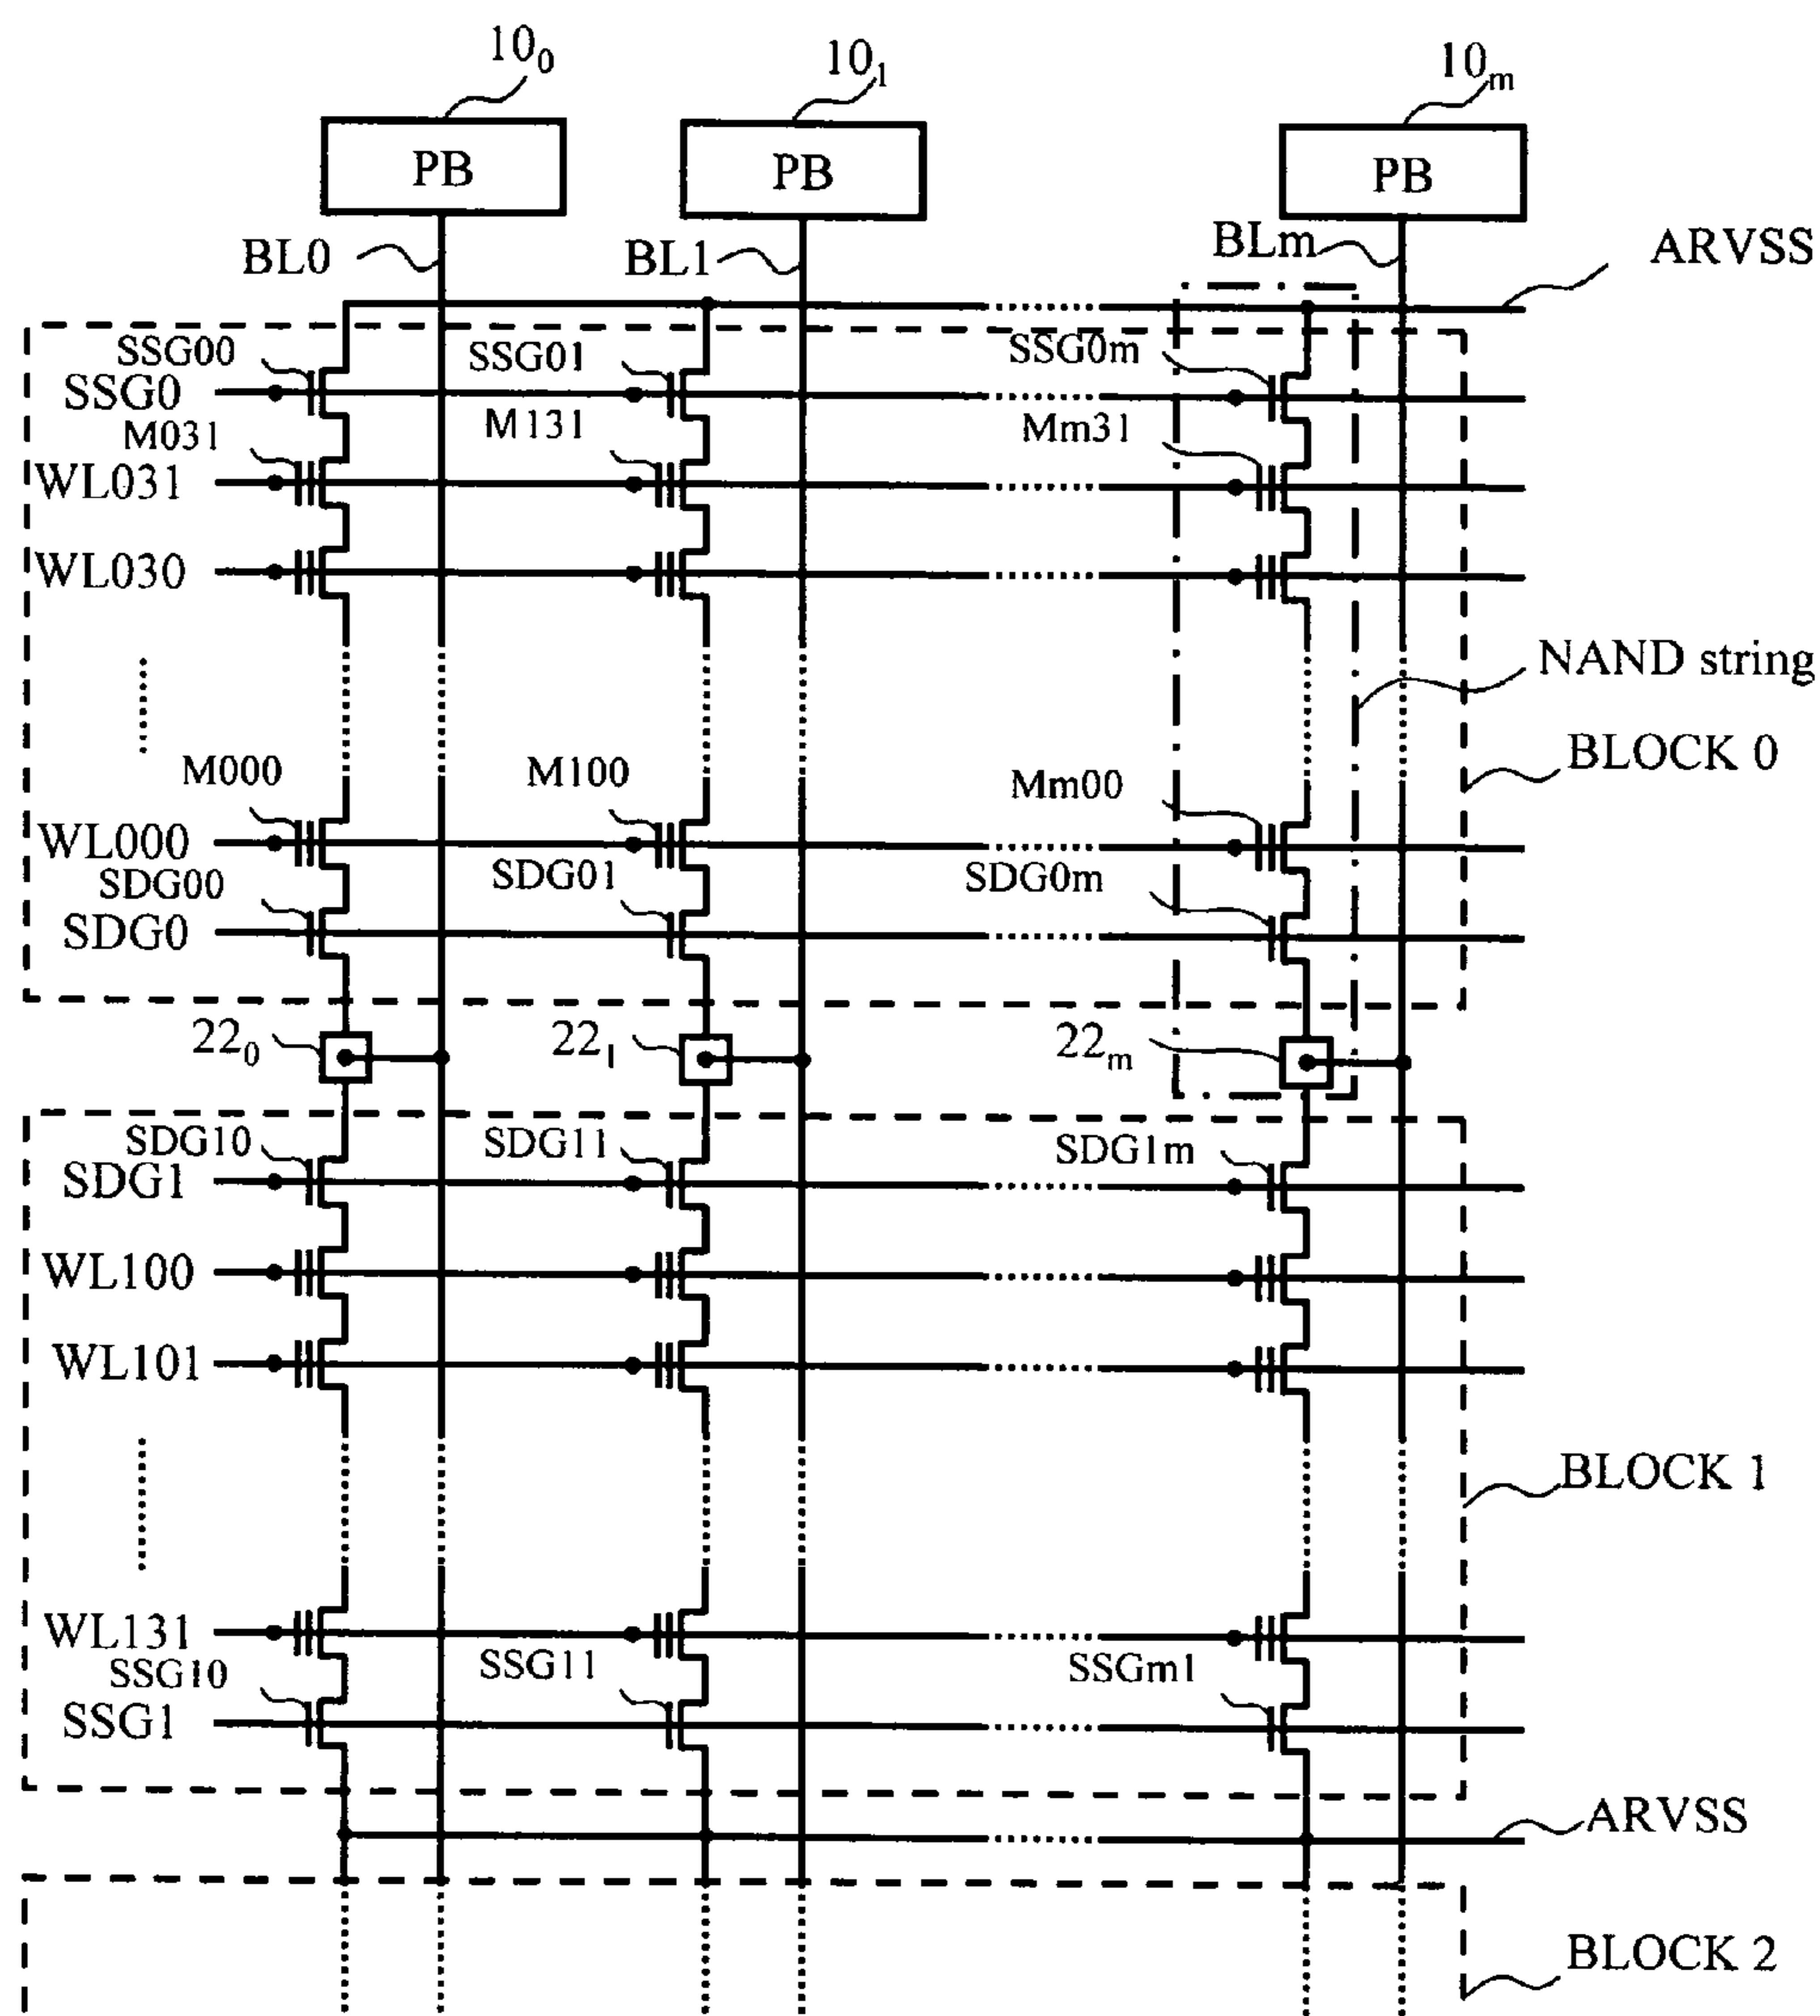 10₀ 10₁ 10ₘ
PB PB PB
BL0 BL1 BLm ARVSS
SSG00 SSG01 SSG0m
SSG0
M031 M131 Mm31
WL031
WL030
NAND string
BLOCK 0
M000 M100 Mm00
WL000
SDG00 SDG01 SDG0m
SDG0
22₀ 22₁ 22ₘ
SDG10 SDG11 SDG1m
SDG1
WL100
WL101
BLOCK 1
WL131
SSG10 SSG11 SSGm1
SSG1
ARVSS
BLOCK 2